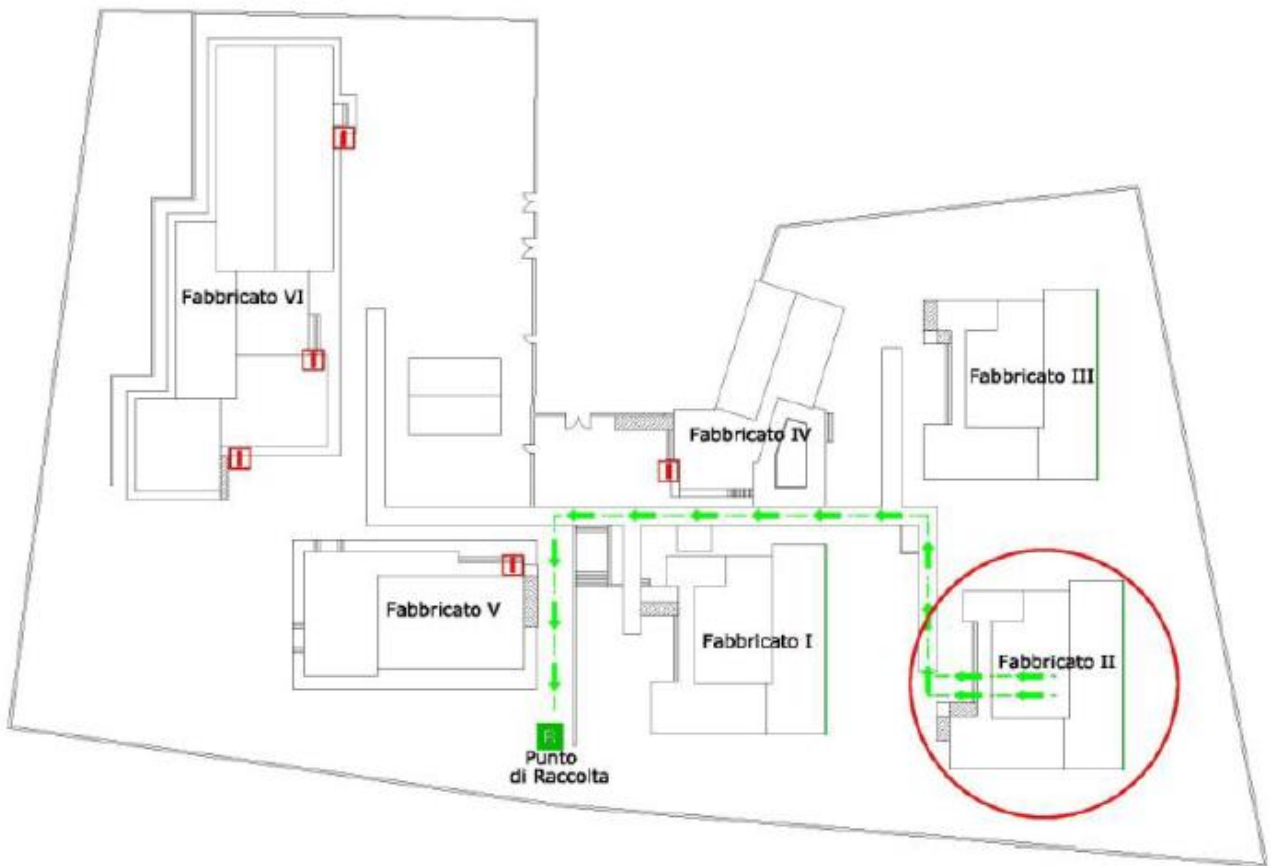 Fabbricato VI
Fabbricato III
Fabbricato IV
Fabbricato V
Fabbricato I
Fabbricato II
R
Punto
di Raccolta